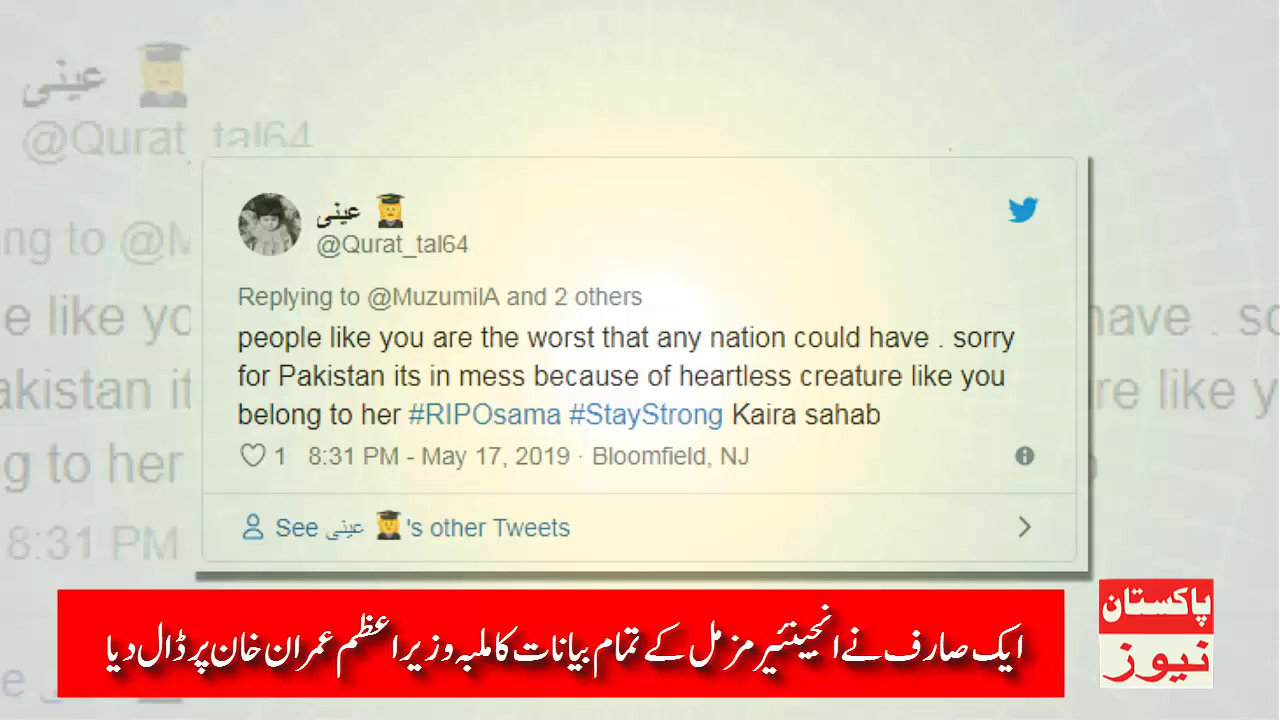 عینی
@Qurat_tal64
Replying to @MuzumilA and 2 others
people like you are the worst that any nation could have . sorry
for Pakistan its in mess because of heartless creature like you
belong to her #RIPOsama #StayStrong Kaira sahab
1 8:31 PM - May 17, 2019 · Bloomfield, NJ
See عینی 's other Tweets
ایک صارف نے انجینئیر مزمل کے تمام بیانات کا ملبہ وزیراعظم عمران خان پر ڈال دیا
پاکستان
نیوز
عینی
@Qurat_tal64
ng to @M
e like yo
have . so
akistan it
re like y
g to her
8:31 PM